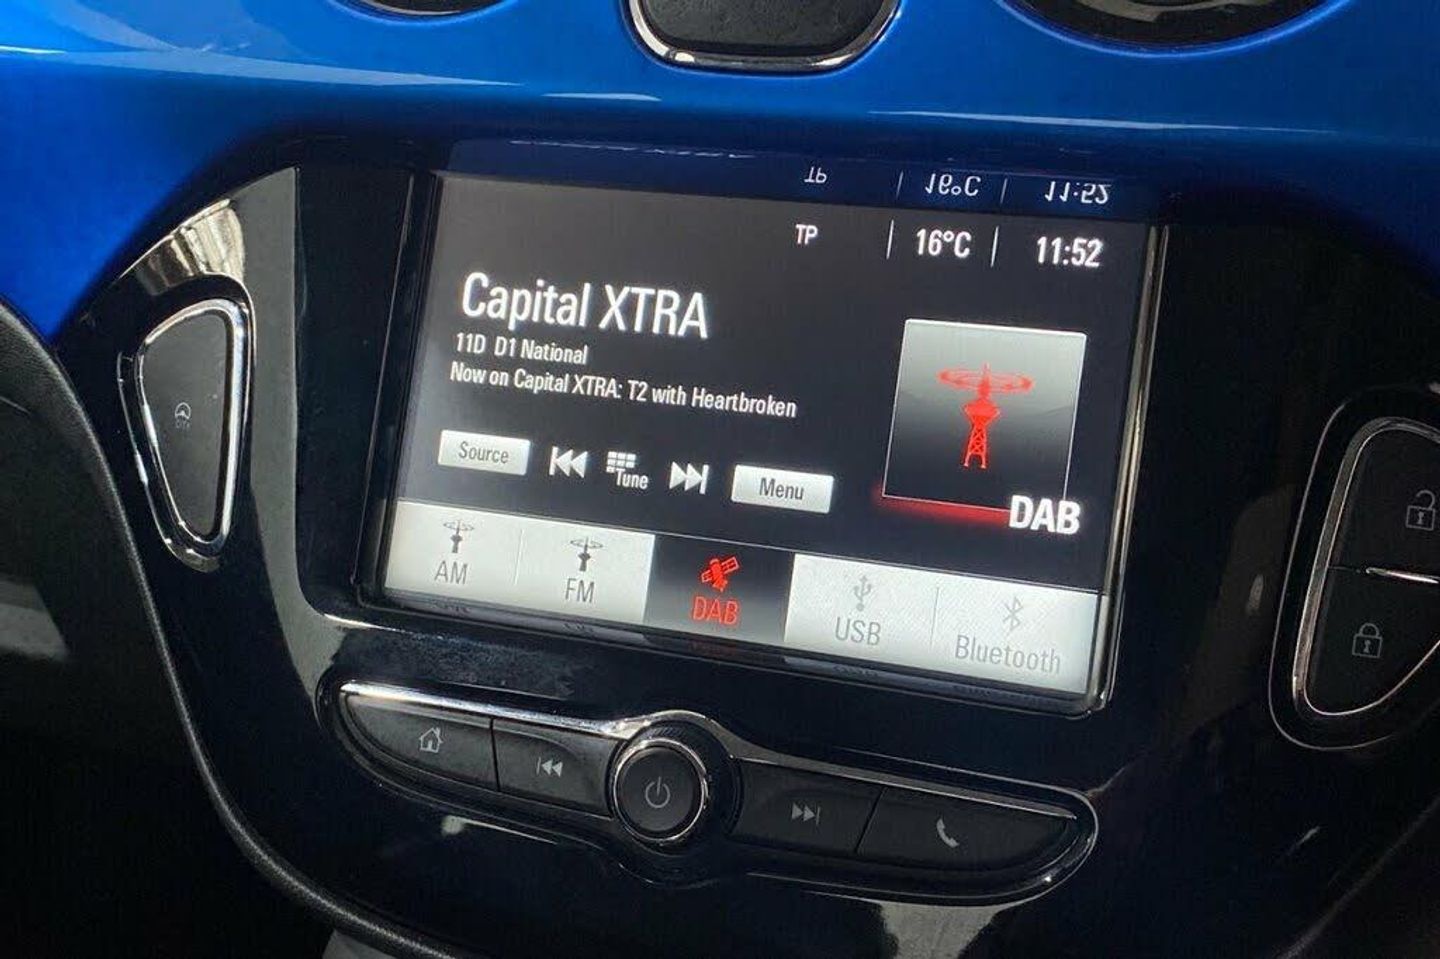 TP 16°C 11:52
Capital XTRA
11D D1 National
Now on Capital XTRA: T2 with Heartbroken
Source Tune Menu
DAB
AM FM DAB USB Bluetooth